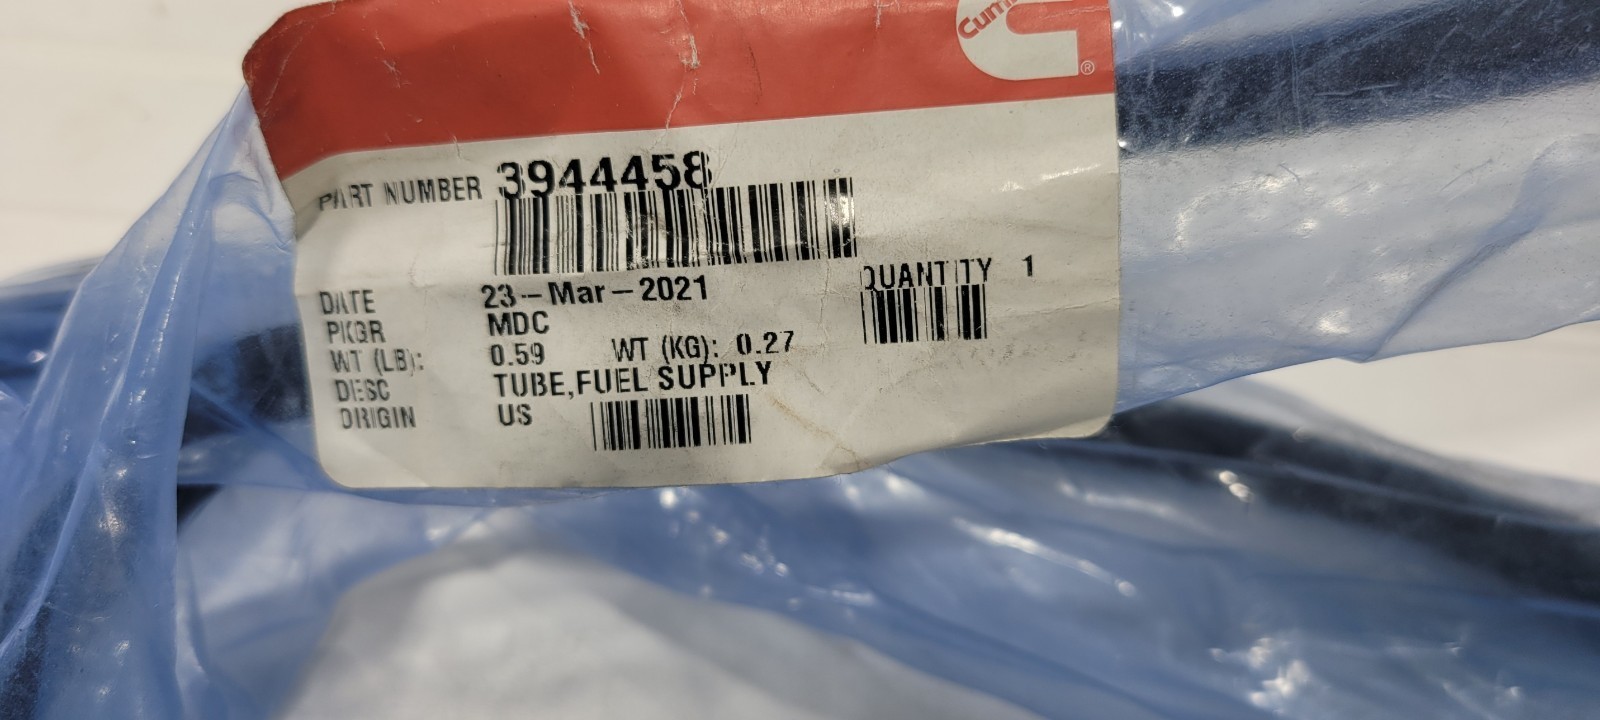 Cum
®
PART NUMBER 3944458
DATE 23-Mar-2021 QUANTITY 1
PKGR MDC
WT (LB): 0.59 WT (KG): 0.27
DESC TUBE,FUEL SUPPLY
ORIGIN US